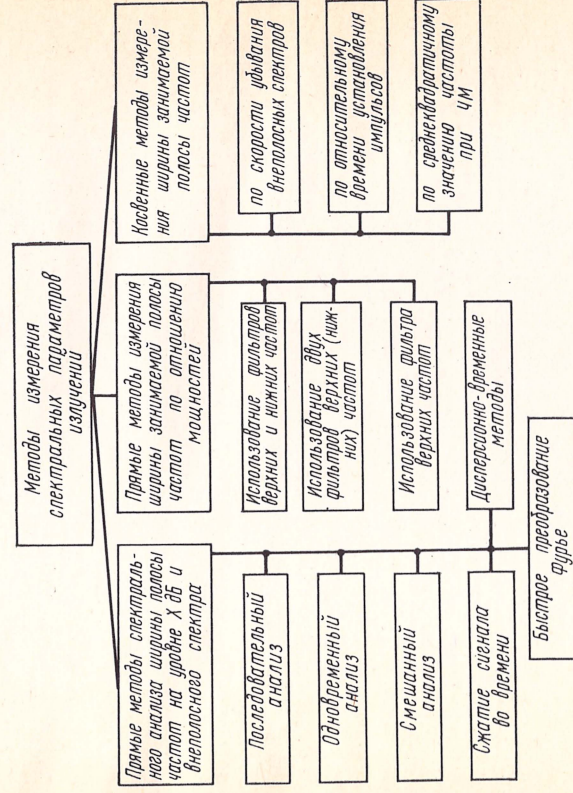 Методы измерения
спектральных параметров
излучений
Прямые методы спектраль-
ного анализа ширины полосы
частот на уровне X дБ и
внеполосного спектра
Последовательный
анализ
Одновременный
анализ
Смешанный
анализ
Сжатие сигнала
во времени
Дисперсионно-временные
методы
Быстрое преобразование
Фурье
Прямые методы измерения
ширины занимаемой полосы
частот по отношению
мощностей
Использование фильтров
верхних и нижних частот
Использование двух
фильтров верхних (ниж-
них) частот
Использование фильтра
верхних частот
Косвенные методы измере-
ния ширины занимаемой
полосы частот
по скорости убывания
внеполосных спектров
по относительному
времени установления
импульсов
по среднеквадратичному
значению частоты
при ЧМ